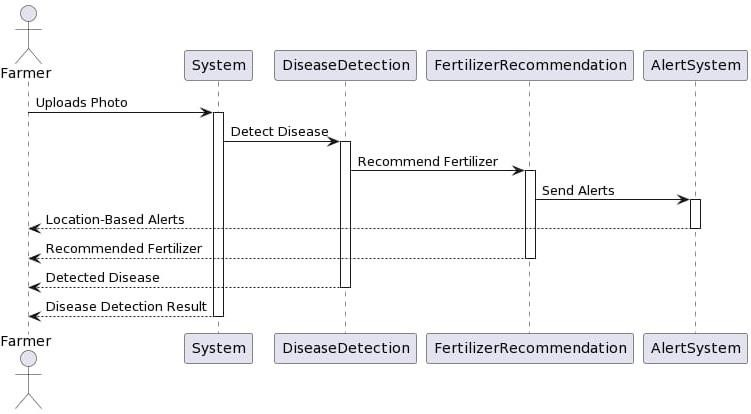 Farmer
System
DiseaseDetection
FertilizerRecommendation
AlertSystem
Uploads Photo
Detect Disease
Recommend Fertilizer
Send Alerts
Location-Based Alerts
Recommended Fertilizer
Detected Disease
Disease Detection Result
Farmer
System
DiseaseDetection
FertilizerRecommendation
AlertSystem